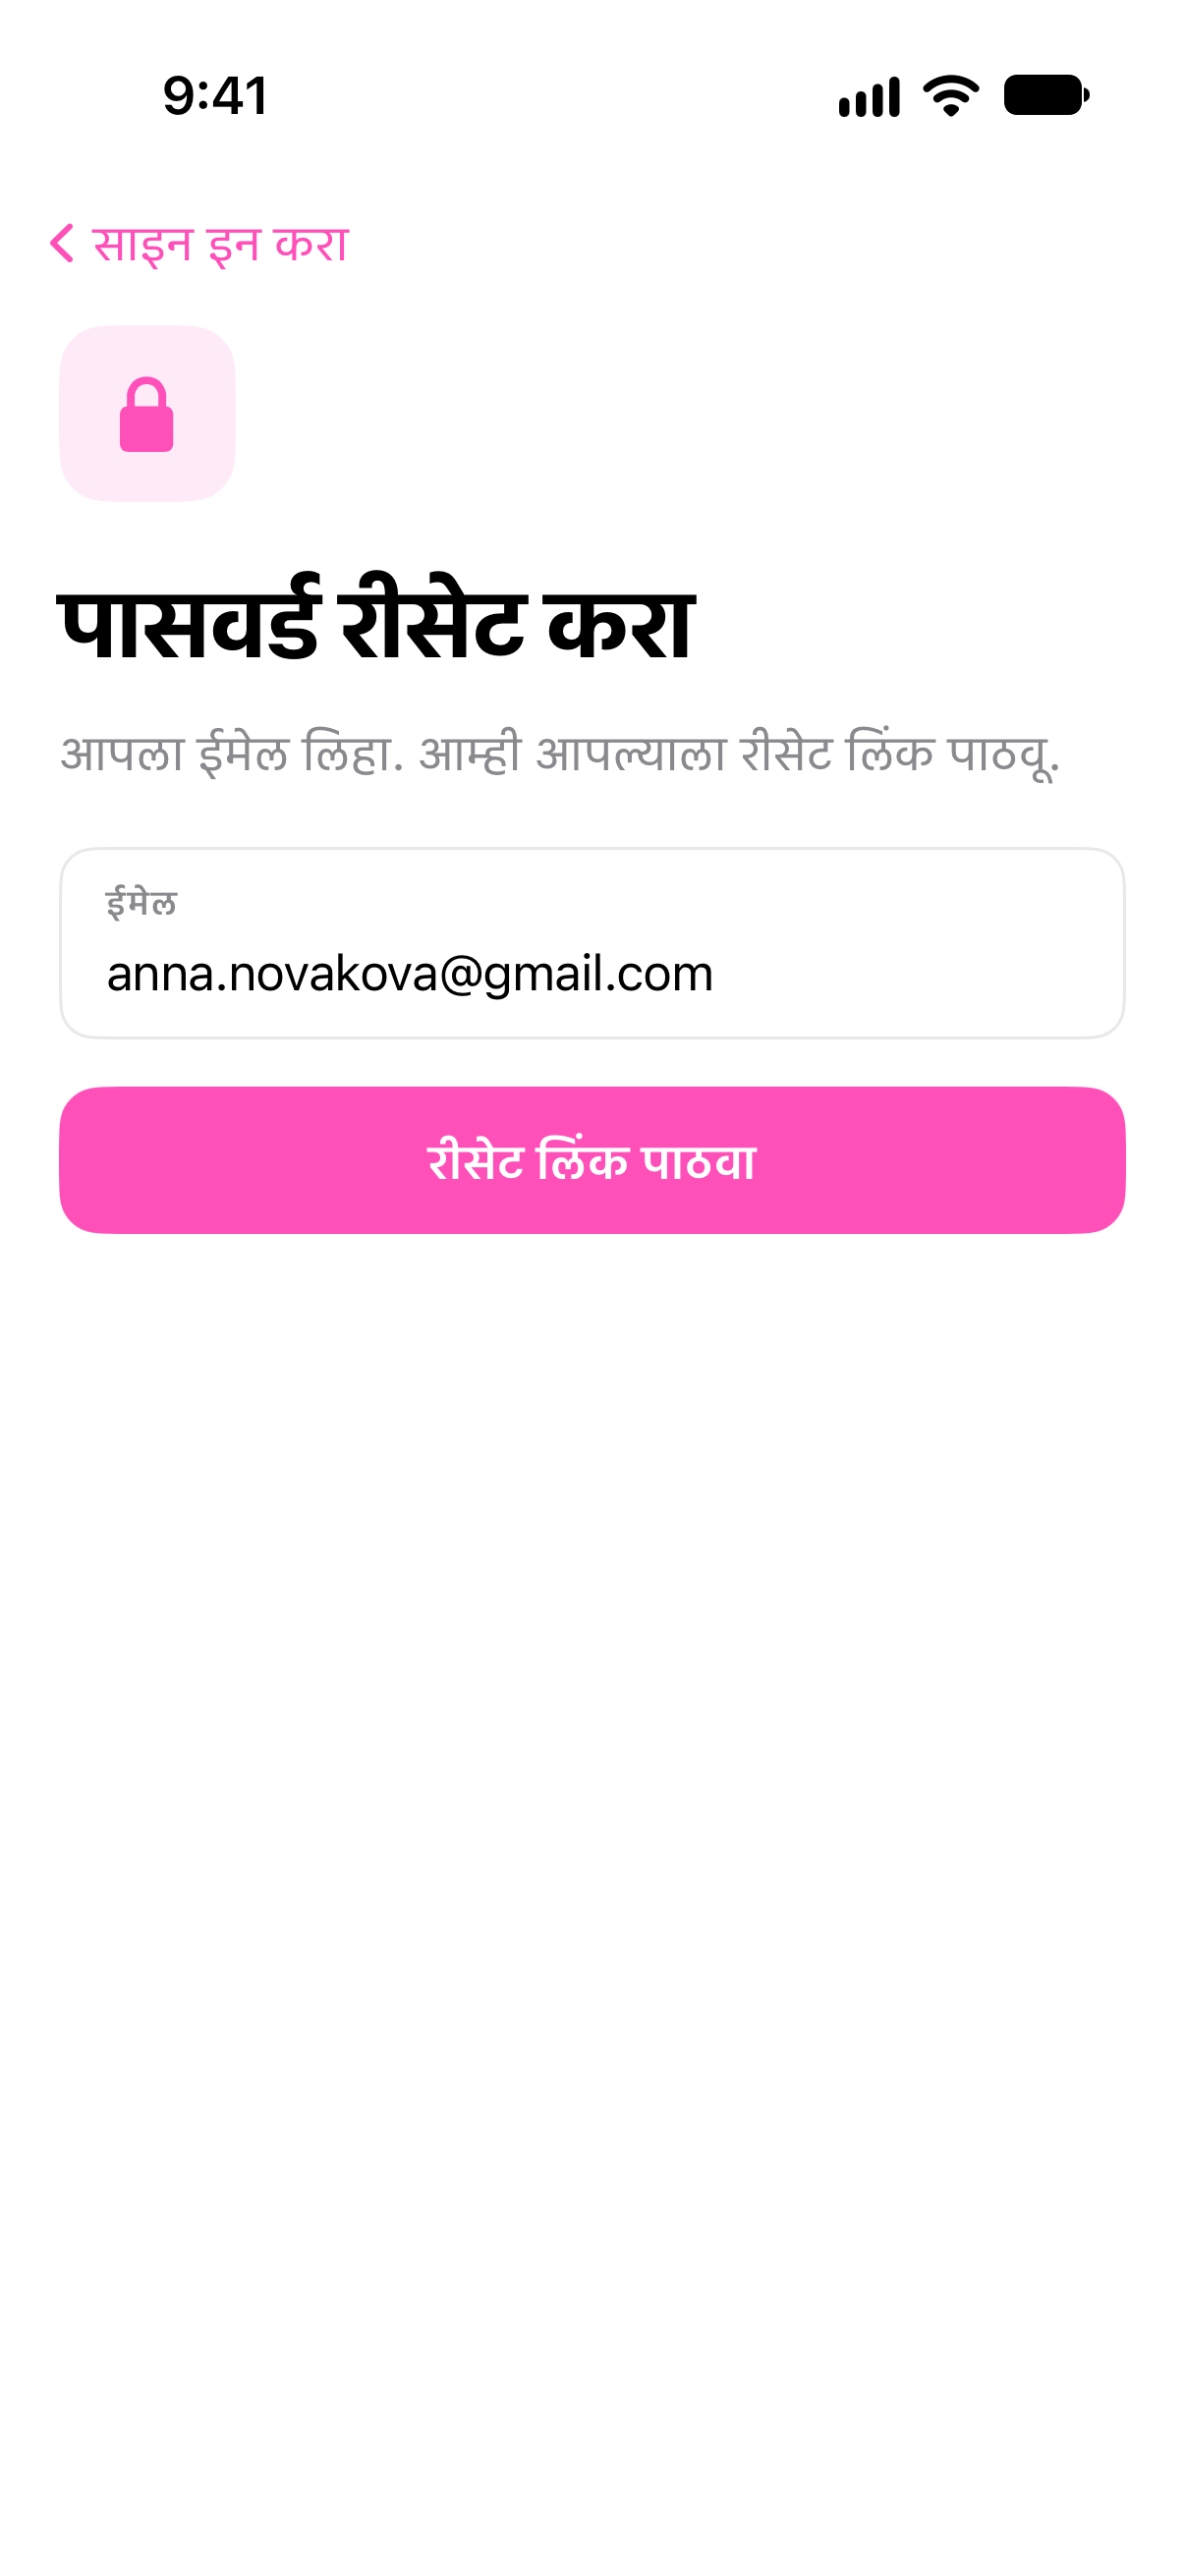 9:41
साइन इन करा
पासवर्ड रीसेट करा
आपला ईमेल लिहा. आम्ही आपल्याला रीसेट लिंक पाठवू.
ईमेल
anna.novakova@gmail.com
रीसेट लिंक पाठवा